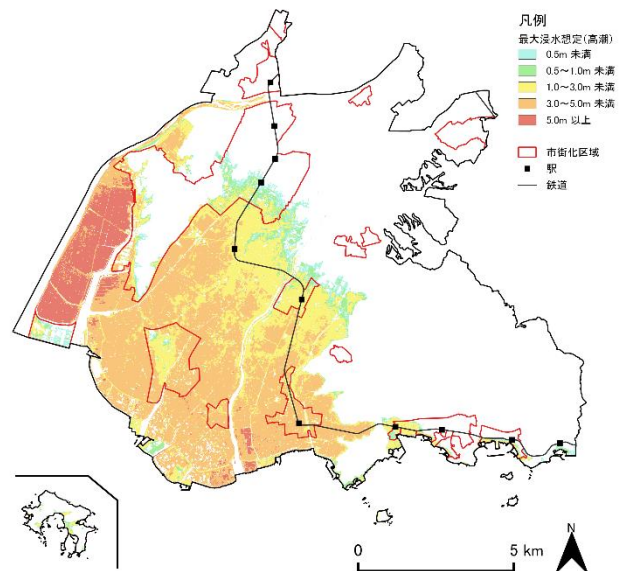 凡例
最大浸水想定(高潮)
0.5m 未満
0.5~1.0m 未満
1.0~3.0m 未満
3.0~5.0m 未満
5.0m 以上
市街化区域
駅
鉄道
N
0 5 km